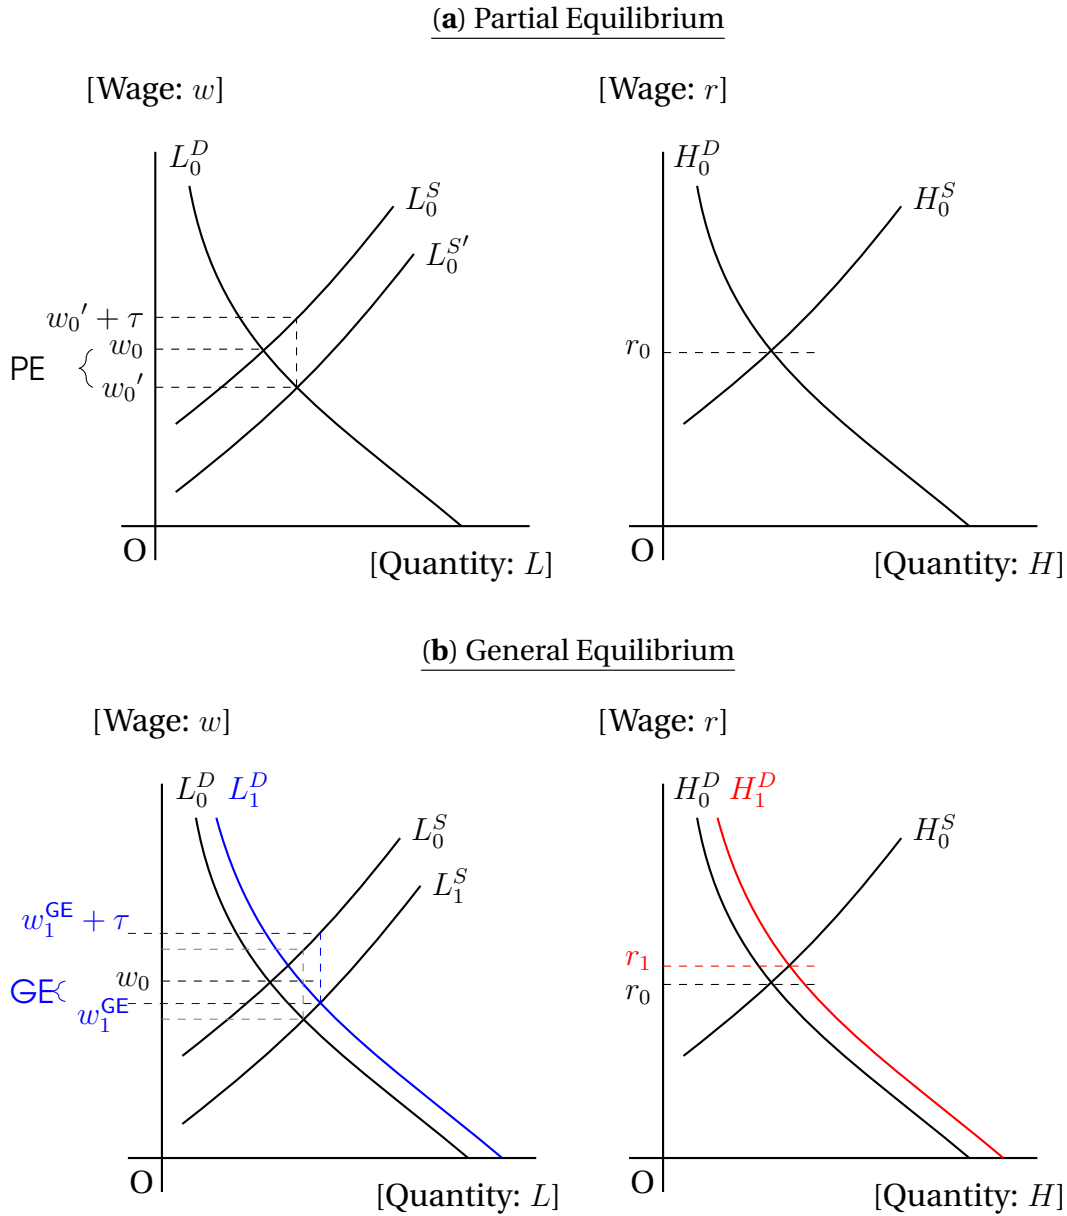 (a) Partial Equilibrium
[Wage: w]
[Wage: r]
L_0^D
L_0^S
L_0^{S'}
w_0' + τ
w_0
PE {
w_0'
O
[Quantity: L]
H_0^D
H_0^S
r_0
O
[Quantity: H]
(b) General Equilibrium
[Wage: w]
[Wage: r]
L_0^D L_1^D
L_0^S
L_1^S
w_1^{GE} + τ
w_0
GE {
w_1^{GE}
O
[Quantity: L]
H_0^D H_1^D
H_0^S
r_1
r_0
O
[Quantity: H]